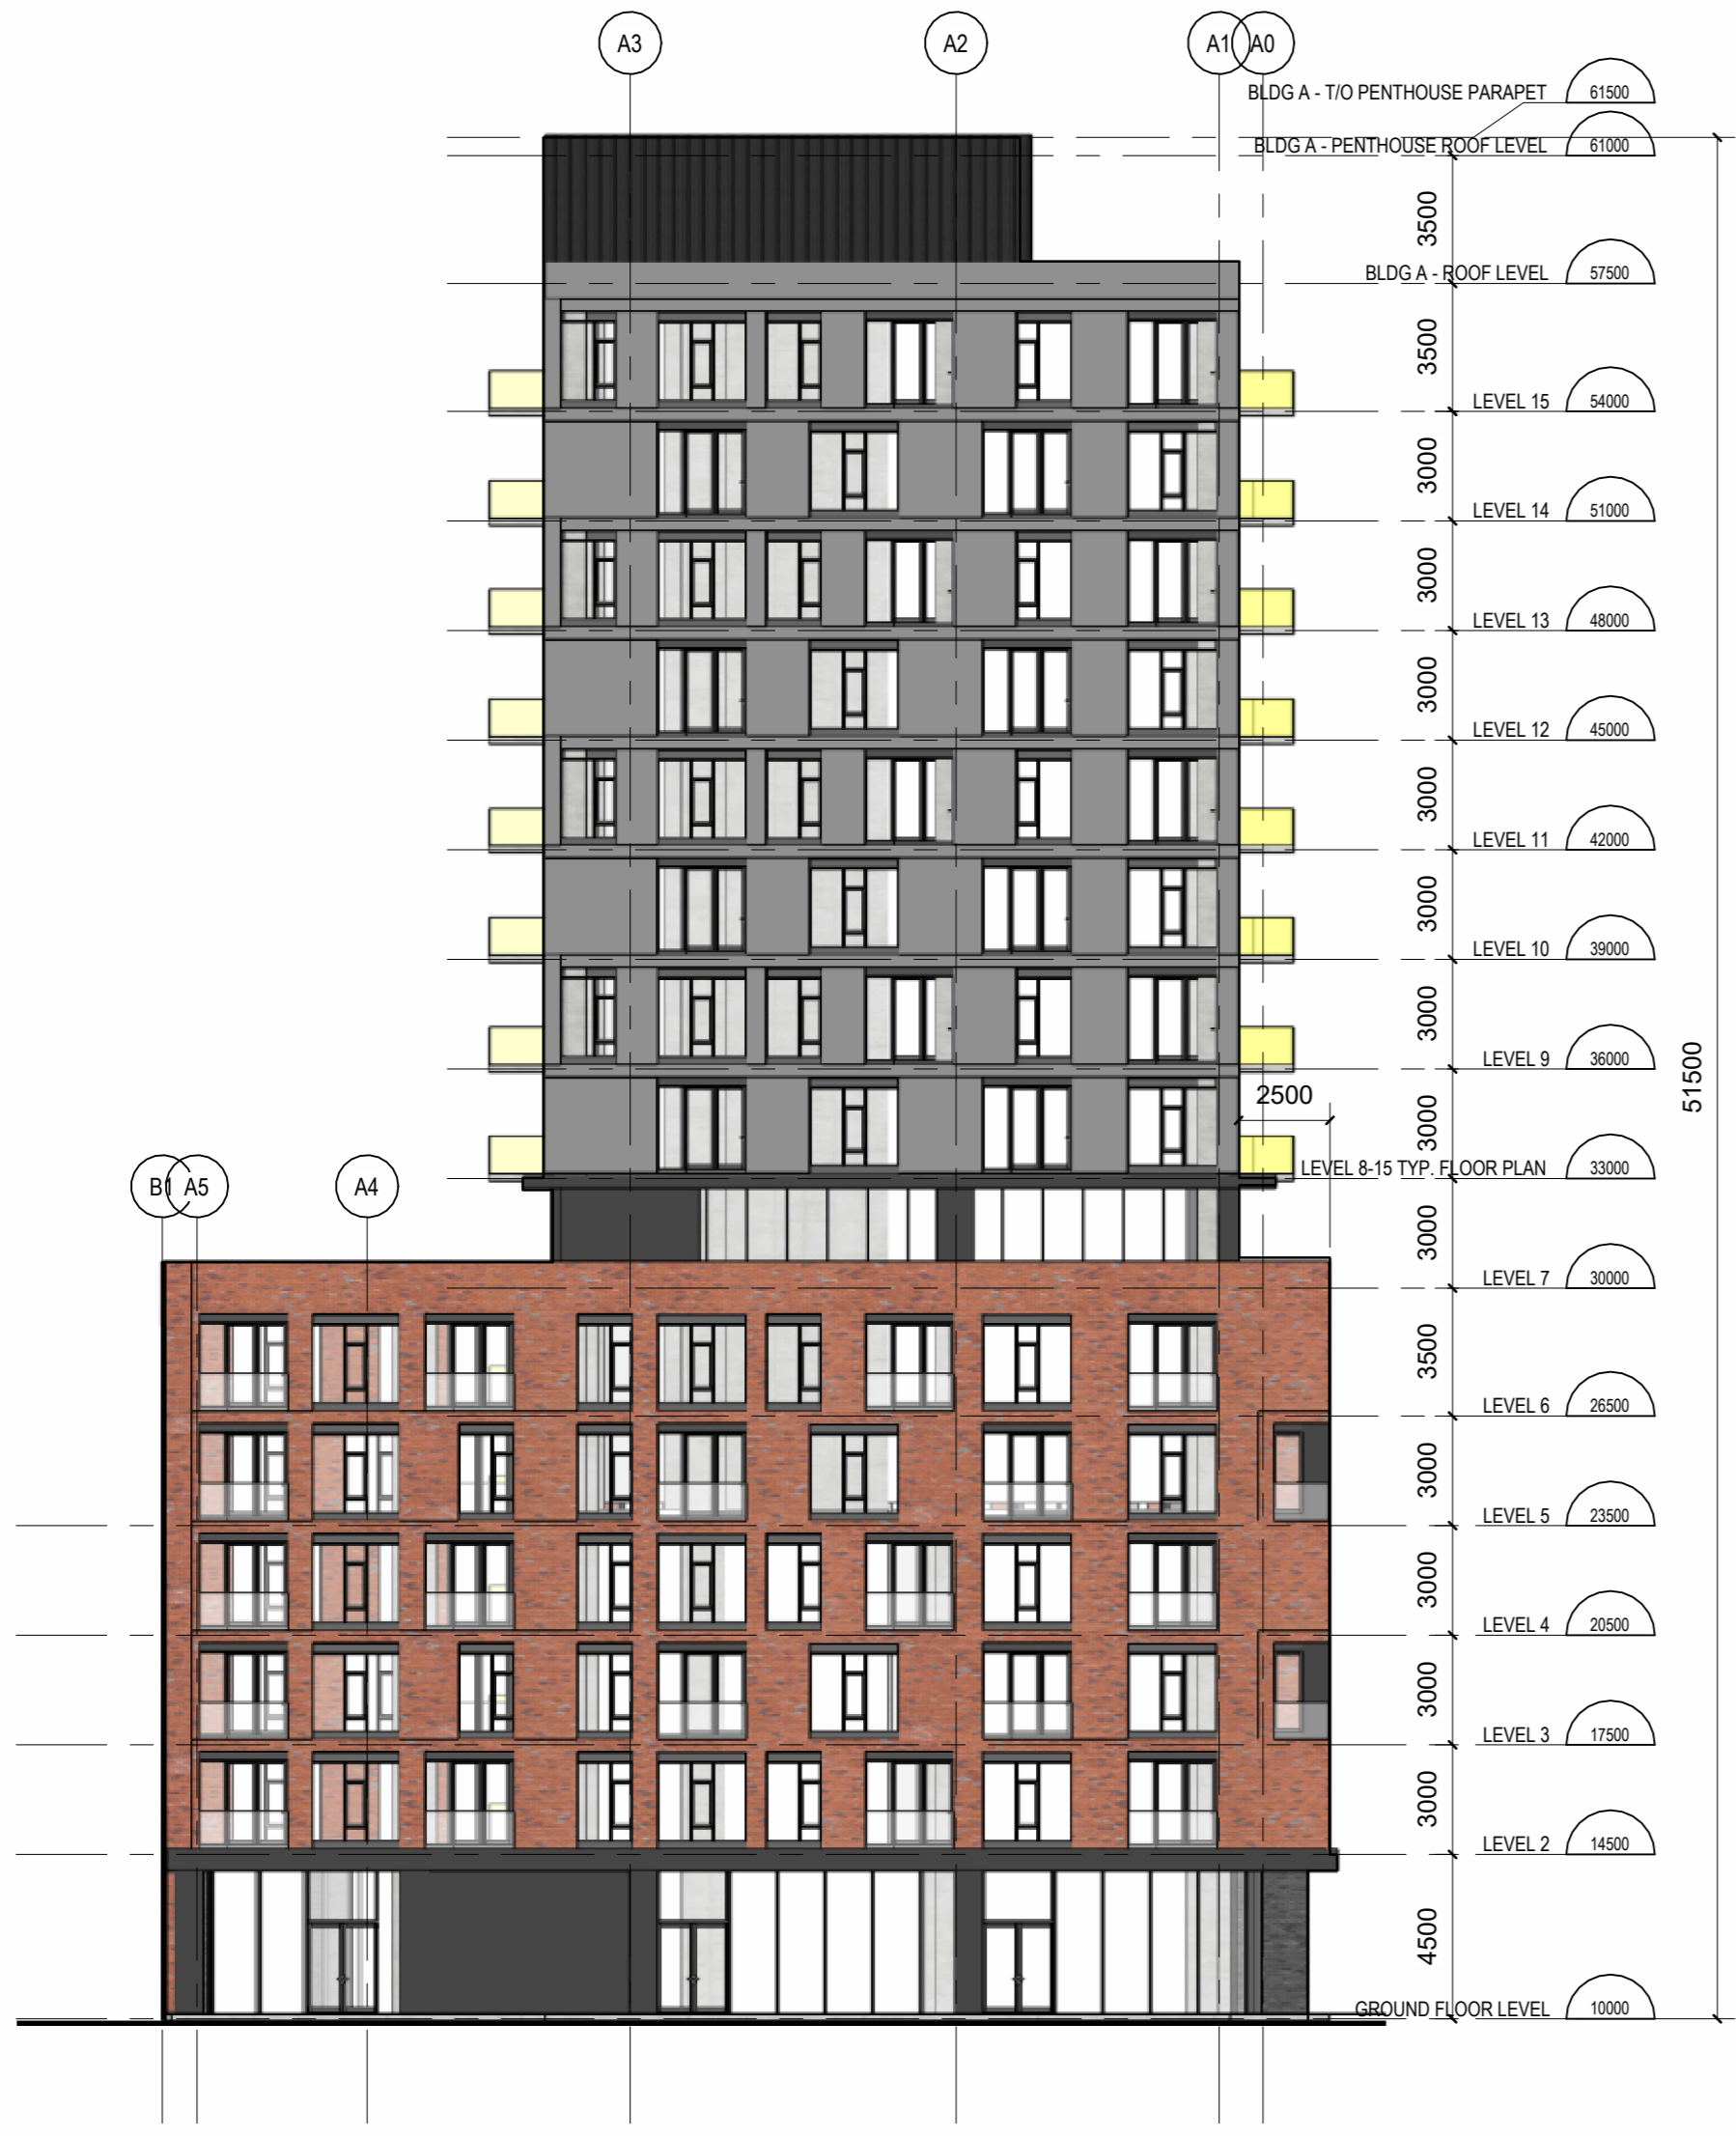 A3
A2
A1
A0
BLDG A - T/O PENTHOUSE PARAPET 61500
BLDG A - PENTHOUSE ROOF LEVEL 61000
3500
BLDG A - ROOF LEVEL 57500
3500
LEVEL 15 54000
3000
LEVEL 14 51000
3000
LEVEL 13 48000
3000
LEVEL 12 45000
3000
LEVEL 11 42000
3000
LEVEL 10 39000
3000
LEVEL 9 36000
51500
2500
3000
LEVEL 8-15 TYP. FLOOR PLAN 33000
B1
A5
A4
3000
LEVEL 7 30000
3500
LEVEL 6 26500
3000
LEVEL 5 23500
3000
LEVEL 4 20500
3000
LEVEL 3 17500
3000
LEVEL 2 14500
4500
GROUND FLOOR LEVEL 10000